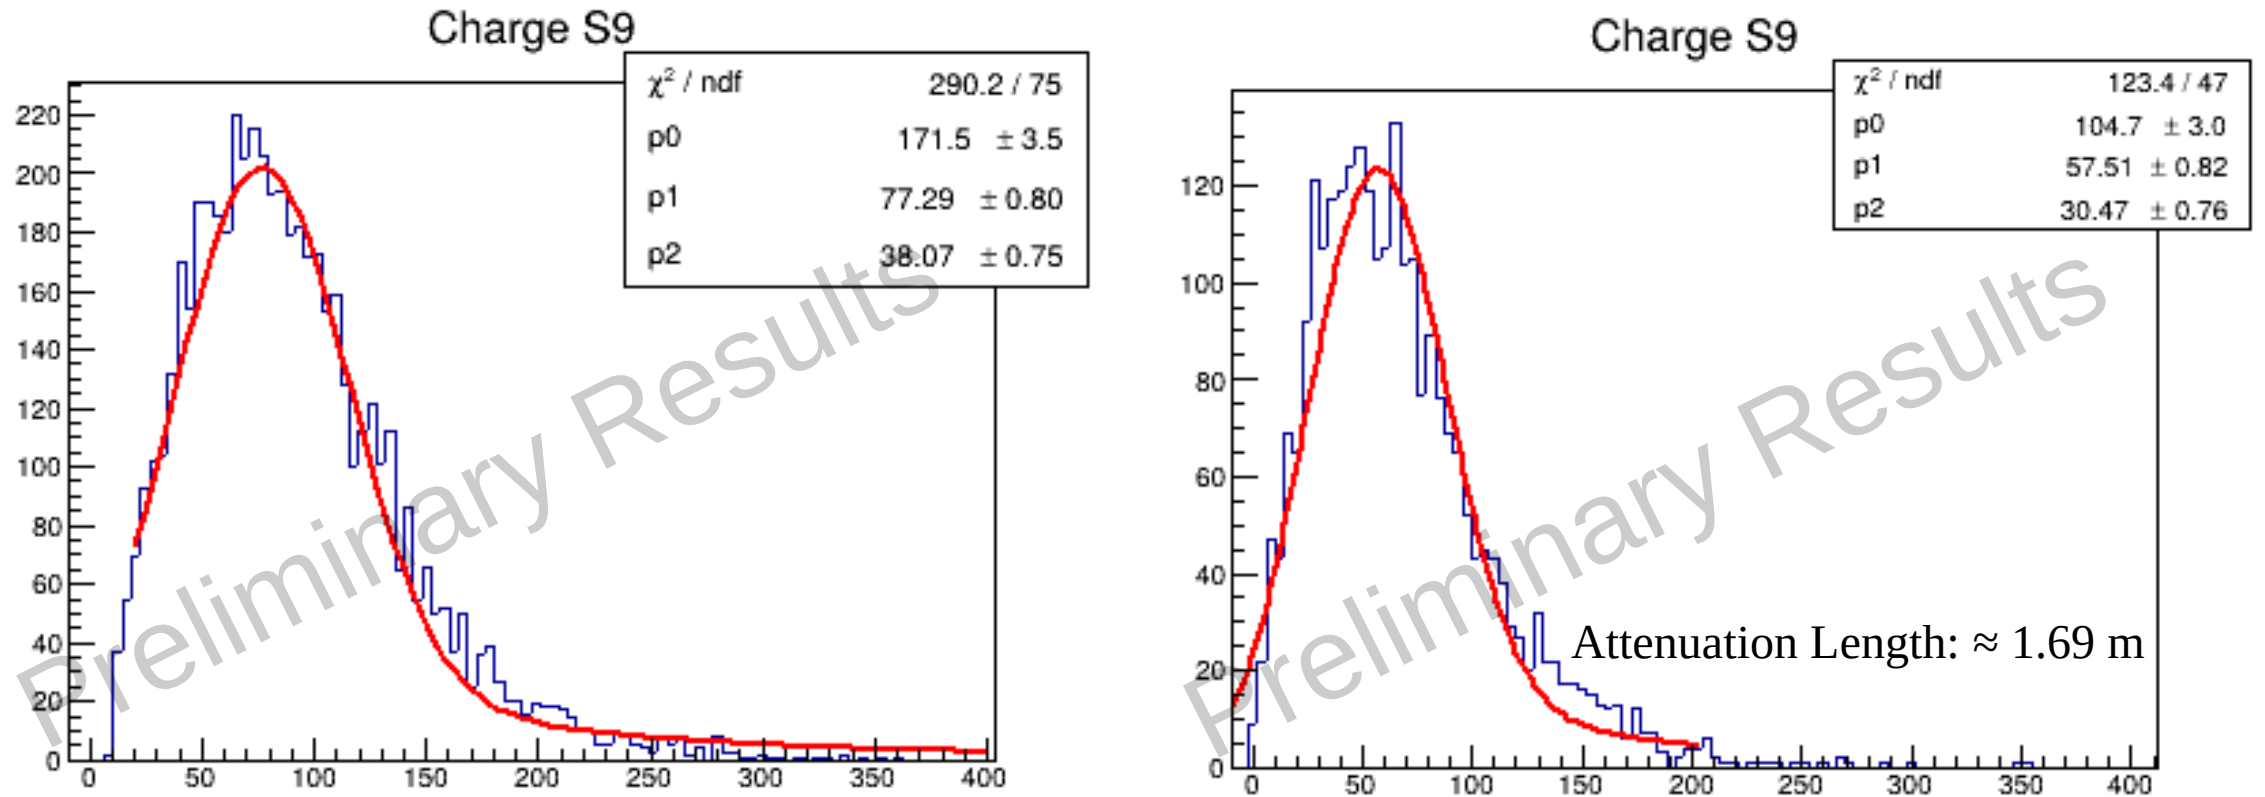 Charge S9
χ² / ndf 290.2 / 75
p0 171.5 ± 3.5
p1 77.29 ± 0.80
p2 38.07 ± 0.75
220
200
180
160
140
120
100
80
60
40
20
0
0 50 100 150 200 250 300 350 400
Preliminary Results
Charge S9
χ² / ndf 123.4 / 47
p0 104.7 ± 3.0
p1 57.51 ± 0.82
p2 30.47 ± 0.76
120
100
80
60
40
20
0
0 50 100 150 200 250 300 350 400
Attenuation Length: ≈ 1.69 m
Preliminary Results